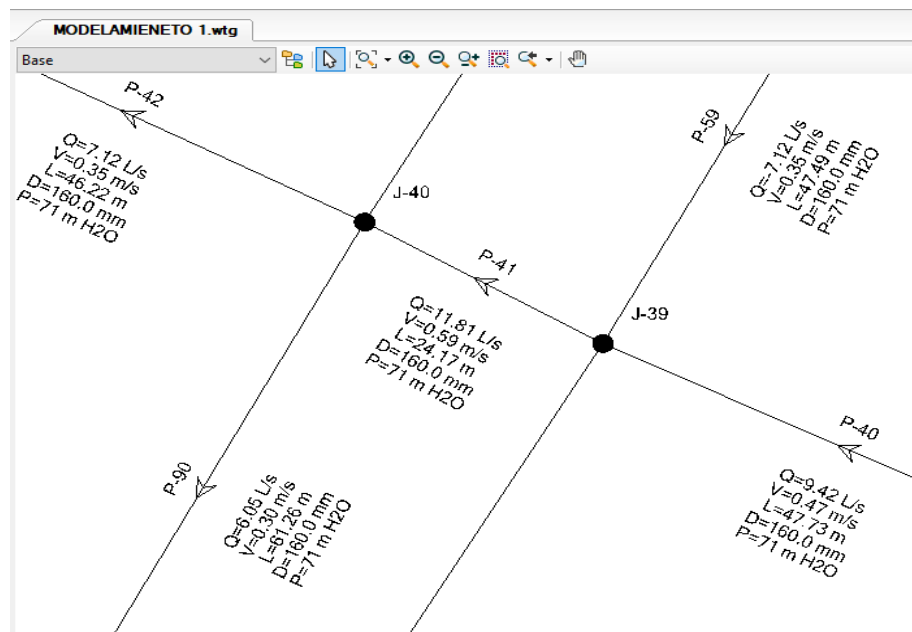 MODELAMIENETO 1.wtg
Base
P-42
Q=7.12 L/s
V=0.35 m/s
L=46.22 m
D=160.0 mm
P=71 m H2O
J-40
P-59
Q=-7.12 L/s
V=0.35 m/s
L=47.49 m
D=160.0 mm
P=71 m H2O
P-41
Q=11.81 L/s
V=0.59 m/s
L=24.17 m
D=160.0 mm
P=71 m H2O
J-39
P-40
Q=9.42 L/s
V=0.47 m/s
L=47.73 m
D=160.0 mm
P=71 m H2O
P-90
Q=6.05 L/s
V=0.30 m/s
L=61.26 m
D=160.0 mm
P=71 m H2O